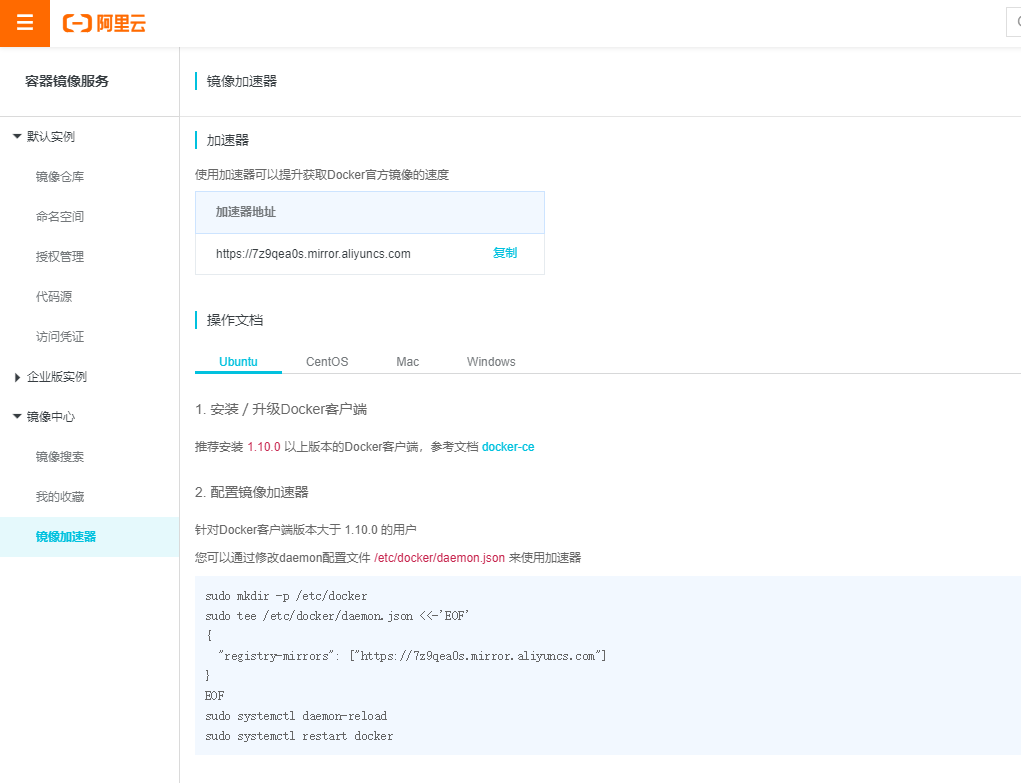 阿里云
容器镜像服务
镜像加速器
默认实例
镜像仓库
命名空间
授权管理
代码源
访问凭证
企业版实例
镜像中心
镜像搜索
我的收藏
镜像加速器
加速器
使用加速器可以提升获取Docker官方镜像的速度
加速器地址
https://7z9qea0s.mirror.aliyuncs.com 复制
操作文档
Ubuntu CentOS Mac Windows
1. 安装 / 升级Docker客户端
推荐安装 1.10.0 以上版本的Docker客户端，参考文档 docker-ce
2. 配置镜像加速器
针对Docker客户端版本大于 1.10.0 的用户
您可以通过修改daemon配置文件 /etc/docker/daemon.json 来使用加速器
sudo mkdir -p /etc/docker
sudo tee /etc/docker/daemon.json <<-'EOF'
{
"registry-mirrors": ["https://7z9qea0s.mirror.aliyuncs.com"]
}
EOF
sudo systemctl daemon-reload
sudo systemctl restart docker